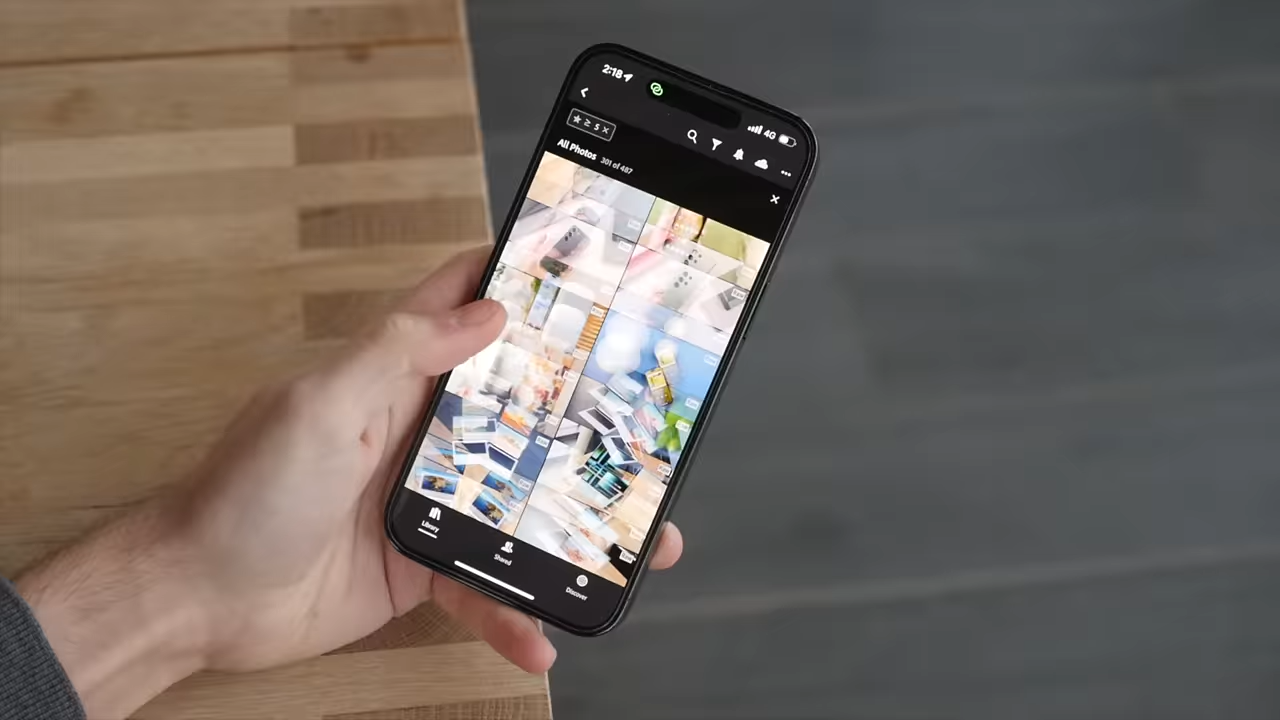 2:18
4G
★ ≥ 5 ×
All Photos 301 of 487
Library
Shared
Discover